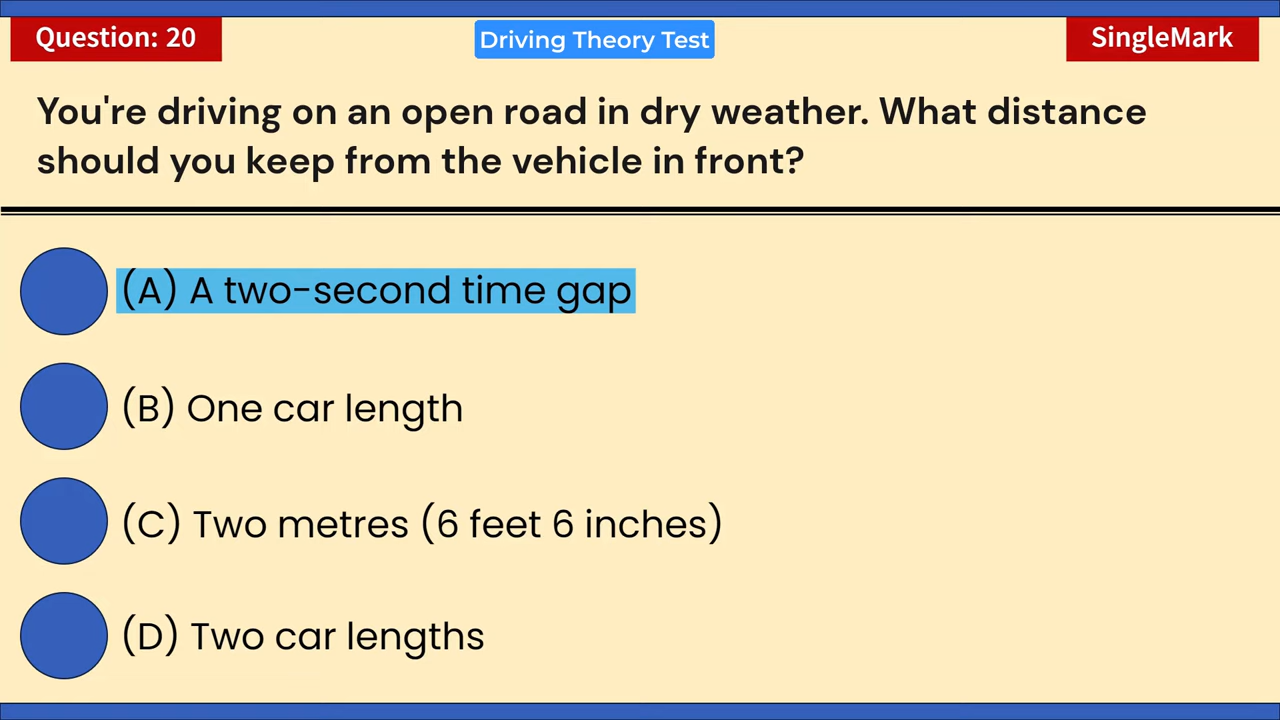 Question: 20
Driving Theory Test
SingleMark
You're driving on an open road in dry weather. What distance
should you keep from the vehicle in front?
(A) A two-second time gap
(B) One car length
(C) Two metres (6 feet 6 inches)
(D) Two car lengths